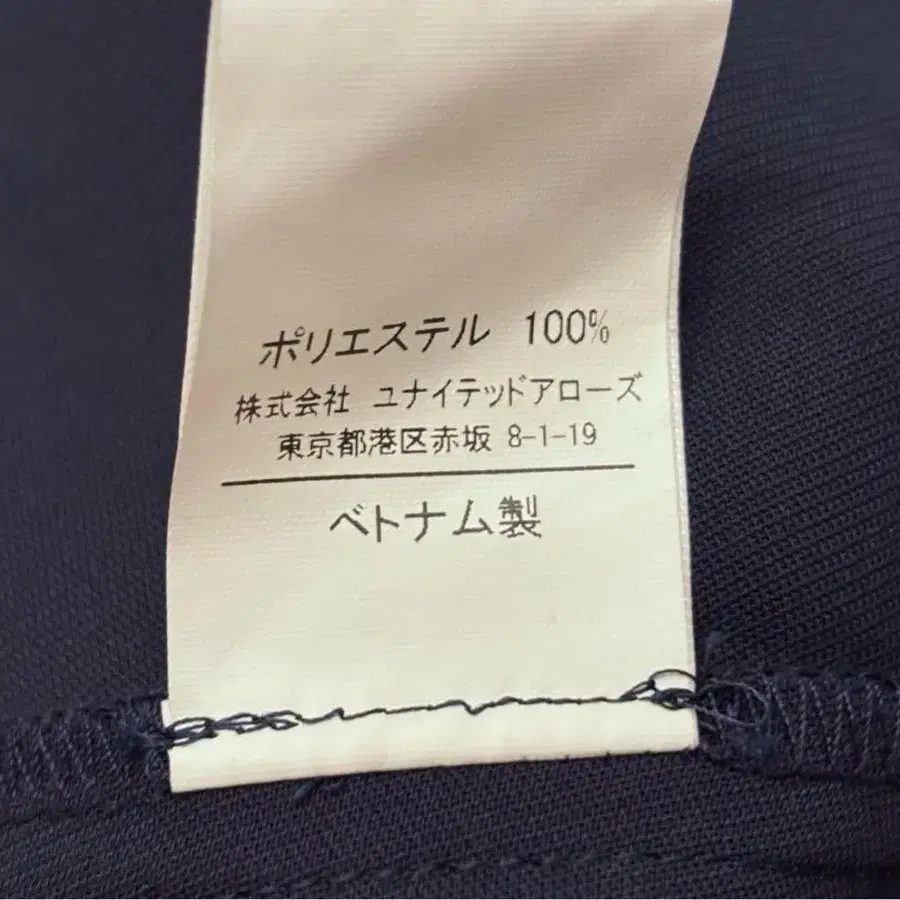 ポリエステル 100%
株式会社 ユナイテッドアローズ
東京都港区赤坂 8-1-19
ベトナム製